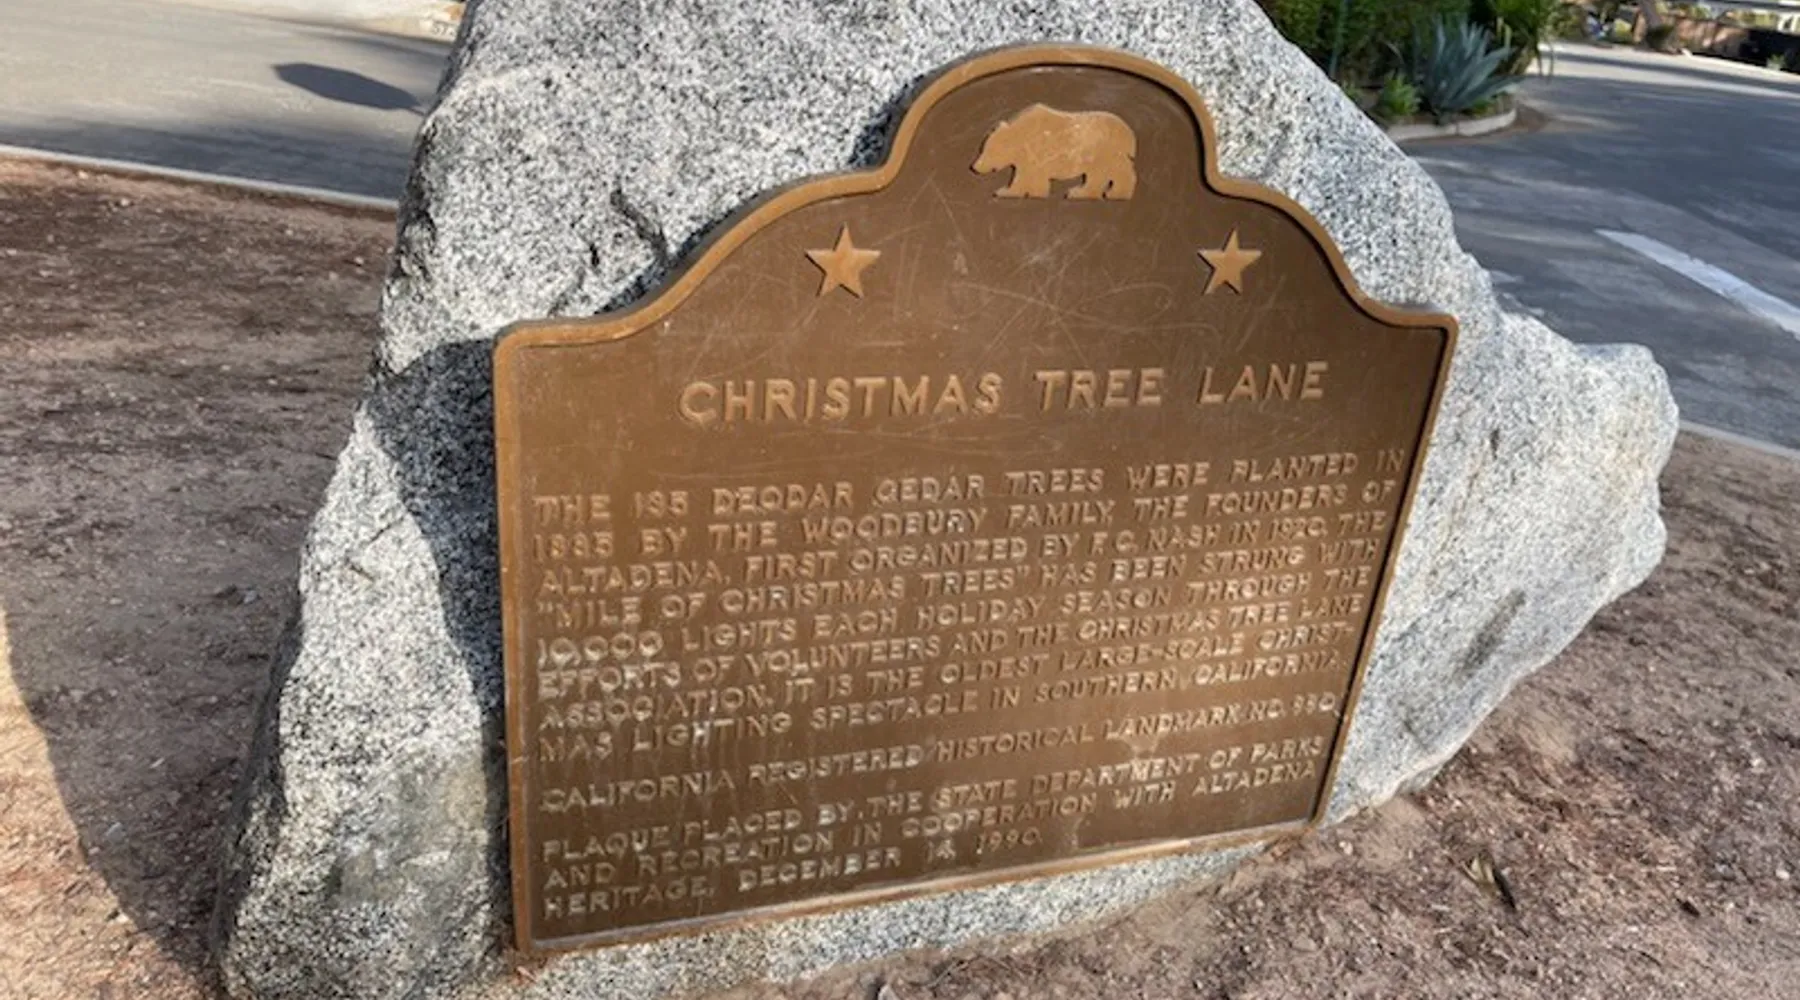 CHRISTMAS TREE LANE
THE 135 DEODAR CEDAR TREES WERE PLANTED IN
1885 BY THE WOODBURY FAMILY, THE FOUNDERS OF
ALTADENA. FIRST ORGANIZED BY F. C. NASH IN 1920, THE
"MILE OF CHRISTMAS TREES" HAS BEEN STRUNG WITH
10,000 LIGHTS EACH HOLIDAY SEASON THROUGH THE
EFFORTS OF VOLUNTEERS AND THE CHRISTMAS TREE LANE
ASSOCIATION. IT IS THE OLDEST LARGE-SCALE CHRIST-
MAS LIGHTING SPECTACLE IN SOUTHERN CALIFORNIA.
CALIFORNIA REGISTERED HISTORICAL LANDMARK NO. 990
PLAQUE PLACED BY THE STATE DEPARTMENT OF PARKS
AND RECREATION IN COOPERATION WITH ALTADENA
HERITAGE, DECEMBER 14, 1990.